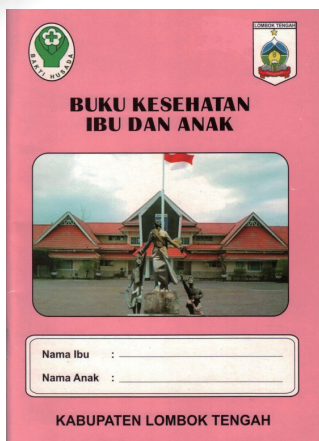 BAKTI HUSADA
LOMBOK TENGAH
BUKU KESEHATAN
IBU DAN ANAK
Nama Ibu :
Nama Anak :
KABUPATEN LOMBOK TENGAH